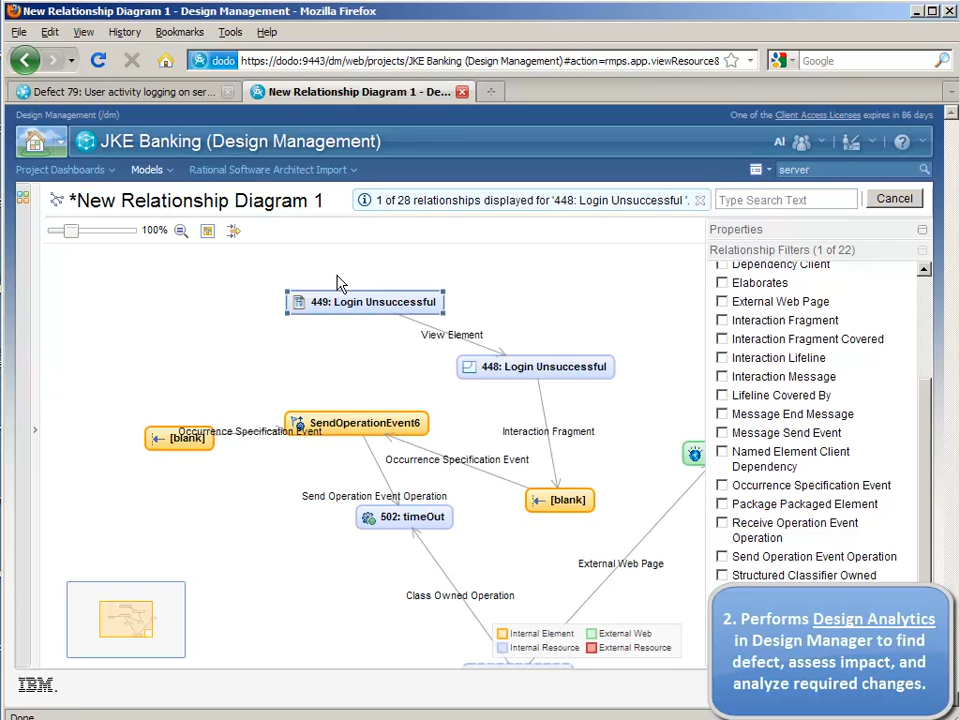 New Relationship Diagram 1 - Design Management - Mozilla Firefox
File Edit View History Bookmarks Tools Help
dodo https://dodo:9443/dm/web/projects/JKE Banking (Design Management)#action=rmps.app.viewResource8 Google
Defect 79: User activity logging on ser... New Relationship Diagram 1 - De...
Design Management (/dm) One of the Client Access Licenses expires in 86 days
JKE Banking (Design Management) Al
Project Dashboards Models Rational Software Architect Import server
*New Relationship Diagram 1 1 of 28 relationships displayed for '448: Login Unsuccessful '. Type Search Text Cancel
100% Properties
Relationship Filters (1 of 22)
Dependency Client
Elaborates
External Web Page
Interaction Fragment
Interaction Fragment Covered
Interaction Lifeline
Interaction Message
Lifeline Covered By
Message End Message
Message Send Event
Named Element Client
Dependency
Occurrence Specification Event
Package Packaged Element
Receive Operation Event
Operation
Send Operation Event Operation
Structured Classifier Owned
449: Login Unsuccessful
View Element
448: Login Unsuccessful
SendOperationEvent6
[blank] Occurrence Specification Event Interaction Fragment
Occurrence Specification Event
Send Operation Event Operation [blank]
502: timeOut
External Web Page
Class Owned Operation
Internal Element External Web
Internal Resource External Resource
2. Performs Design Analytics
in Design Manager to find
defect, assess impact, and
analyze required changes.
IBM.
Done